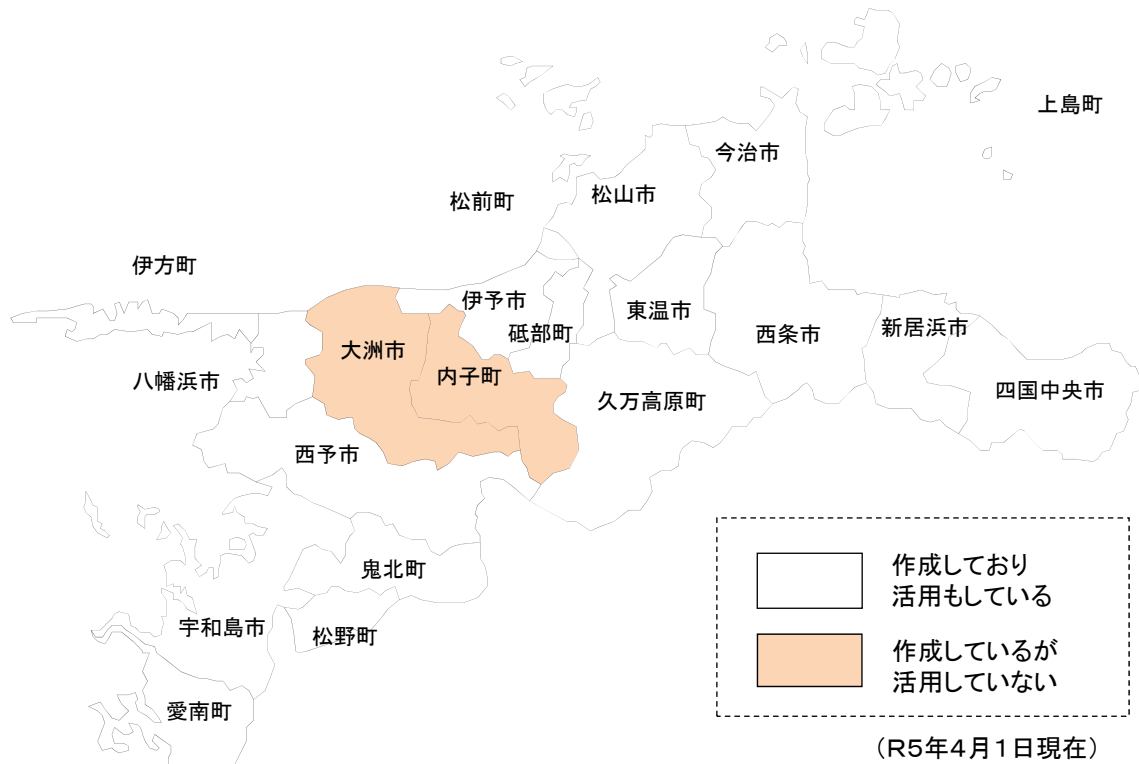 上島町
今治市
松山市
松前町
伊方町
伊予市
東温市
砥部町
西条市
新居浜市
大洲市
内子町
八幡浜市
久万高原町
四国中央市
西予市
鬼北町
宇和島市
松野町
愛南町
作成しており
活用もしている
作成しているが
活用していない
（R5年4月1日現在）